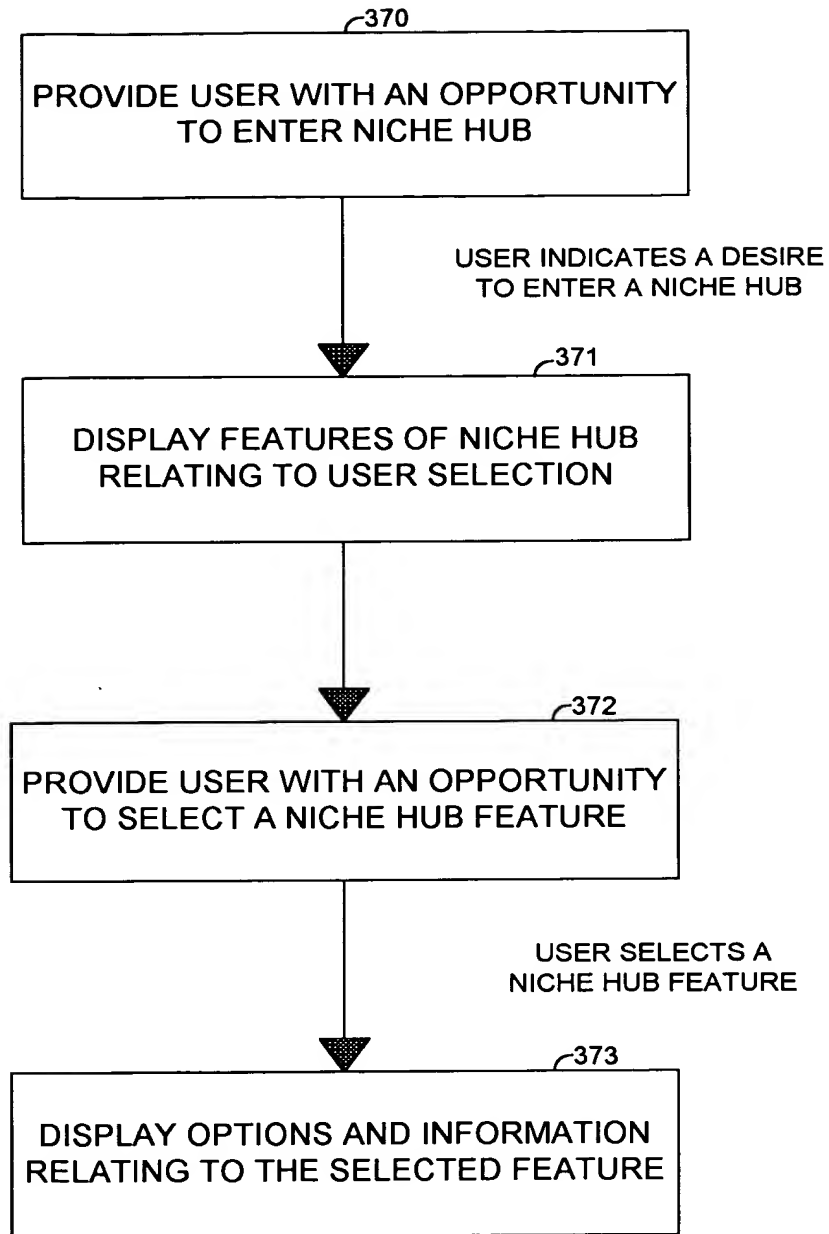 370
PROVIDE USER WITH AN OPPORTUNITY
TO ENTER NICHE HUB
USER INDICATES A DESIRE
TO ENTER A NICHE HUB
371
DISPLAY FEATURES OF NICHE HUB
RELATING TO USER SELECTION
372
PROVIDE USER WITH AN OPPORTUNITY
TO SELECT A NICHE HUB FEATURE
USER SELECTS A
NICHE HUB FEATURE
373
DISPLAY OPTIONS AND INFORMATION
RELATING TO THE SELECTED FEATURE